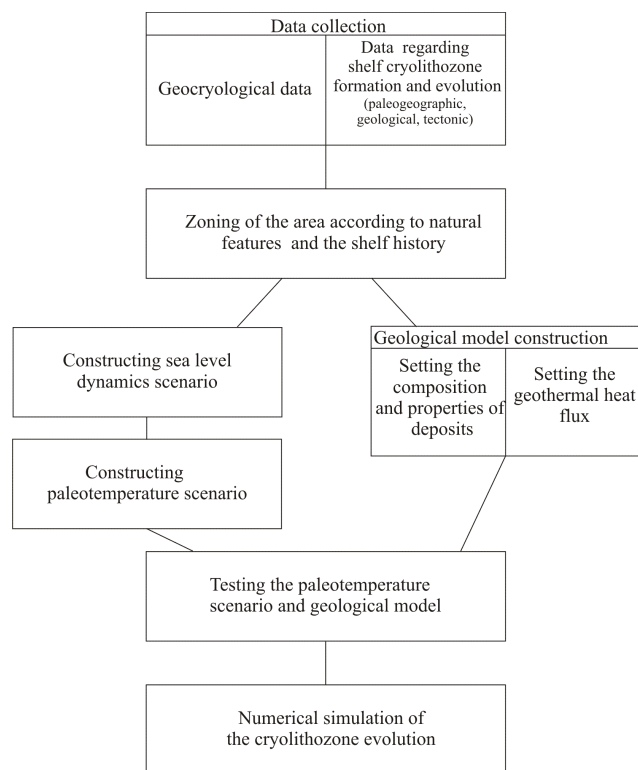 Data collection
Geocryological data
Data regarding
shelf cryolithozone
formation and evolution
(paleogeographic,
geological, tectonic)
Zoning of the area according to natural
features and the shelf history
Constructing sea level
dynamics scenario
Constructing
paleotemperature scenario
Geological model construction
Setting the
composition
and properties of
deposits
Setting the
geothermal heat
flux
Testing the paleotemperature
scenario and geological model
Numerical simulation of
the cryolithozone evolution